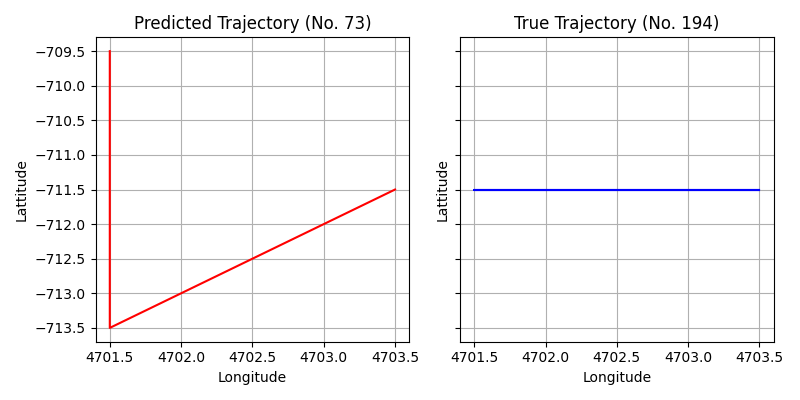 Predicted Trajectory (No. 73)
True Trajectory (No. 194)
−709.5
−710.0
−710.5
−711.0
−711.5
−712.0
−712.5
−713.0
−713.5
Lattitude
Lattitude
4701.5 4702.0 4702.5 4703.0 4703.5
4701.5 4702.0 4702.5 4703.0 4703.5
Longitude
Longitude